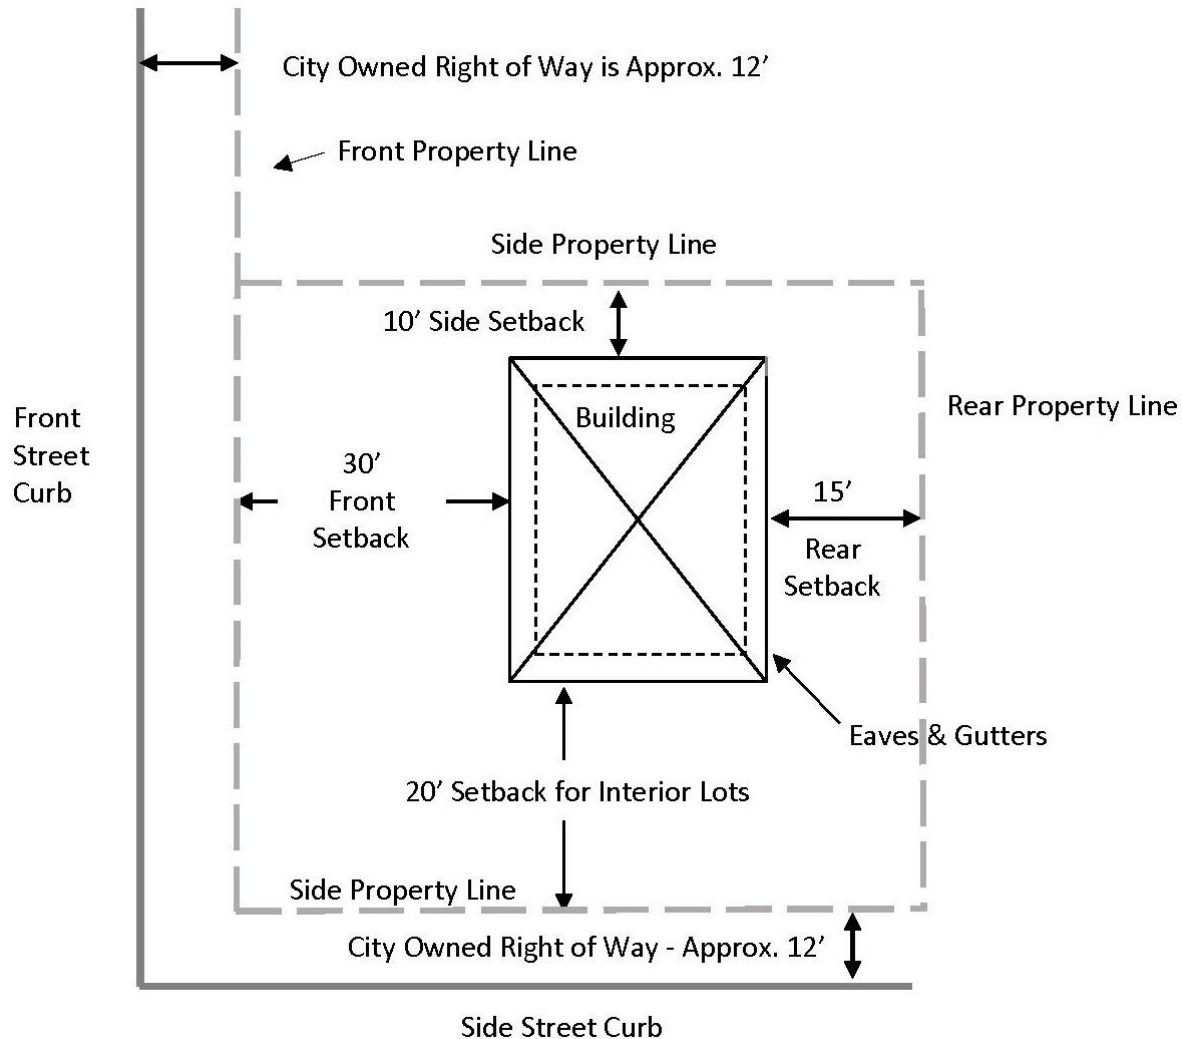 City Owned Right of Way is Approx. 12’
Front Property Line
Side Property Line
10’ Side Setback
Building
Rear Property Line
Front
Street
Curb
30’
Front
Setback
15’
Rear
Setback
Eaves & Gutters
20’ Setback for Interior Lots
Side Property Line
City Owned Right of Way - Approx. 12’
Side Street Curb